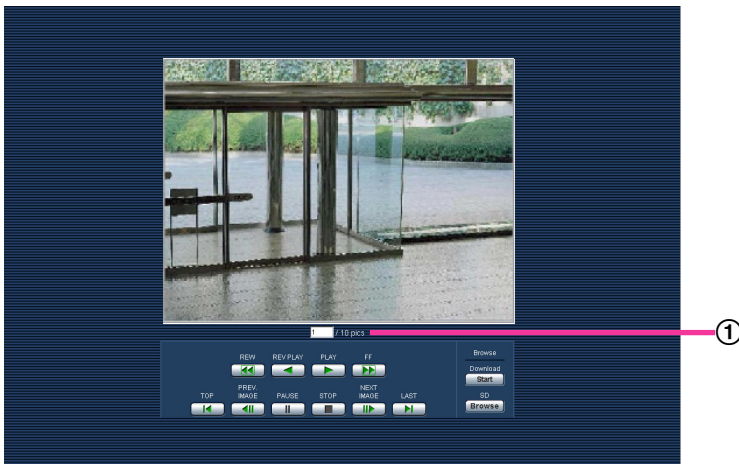 1 / 10 pics
①
REW REV PLAY PLAY FF
Browse
Download
Start
TOP PREV. IMAGE PAUSE STOP NEXT IMAGE LAST
SD
Browse